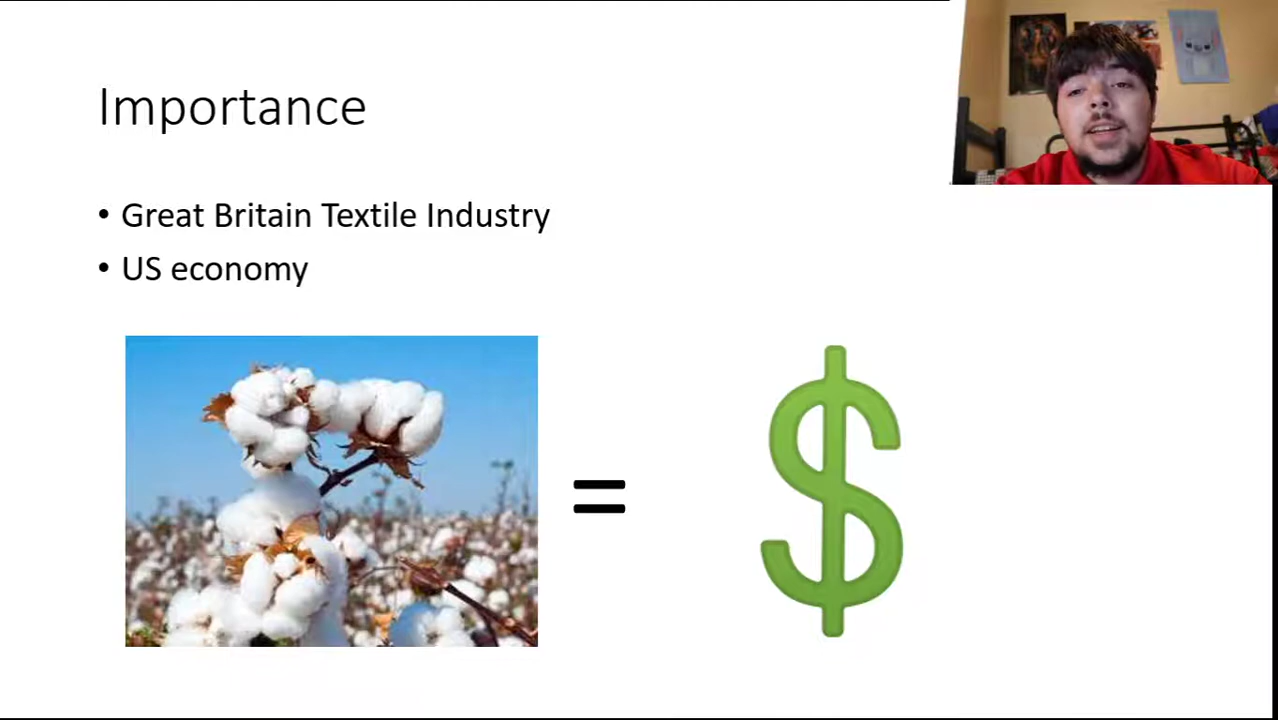 Importance
• Great Britain Textile Industry
• US economy
= $